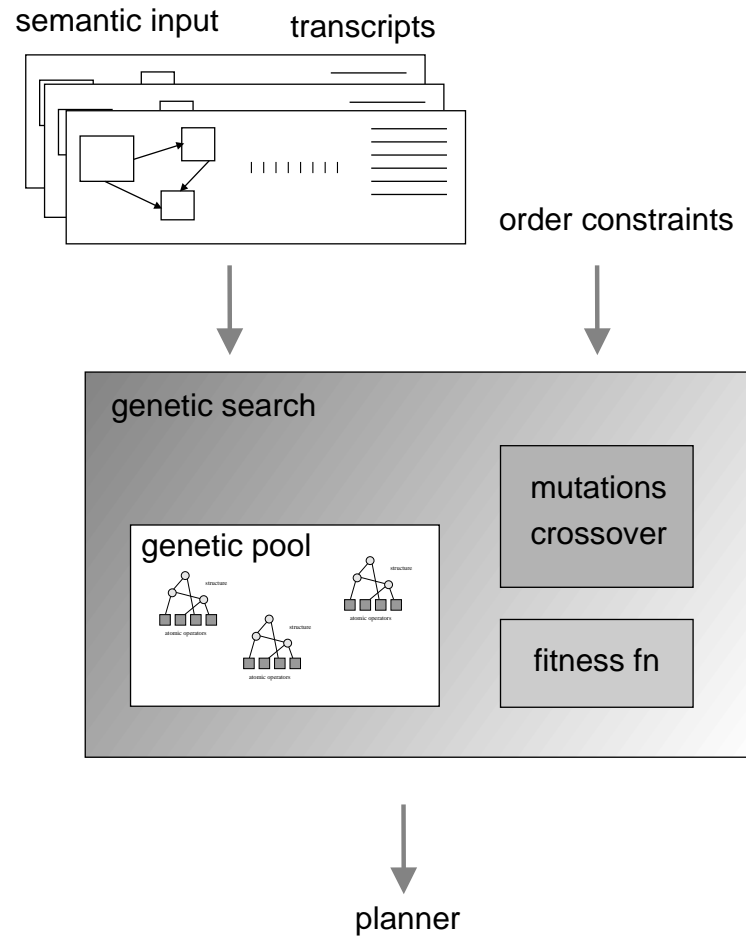 semantic input
transcripts
order constraints
genetic search
mutations
crossover
genetic pool
structure
structure
atomic operators
structure
atomic operators
fitness fn
atomic operators
planner